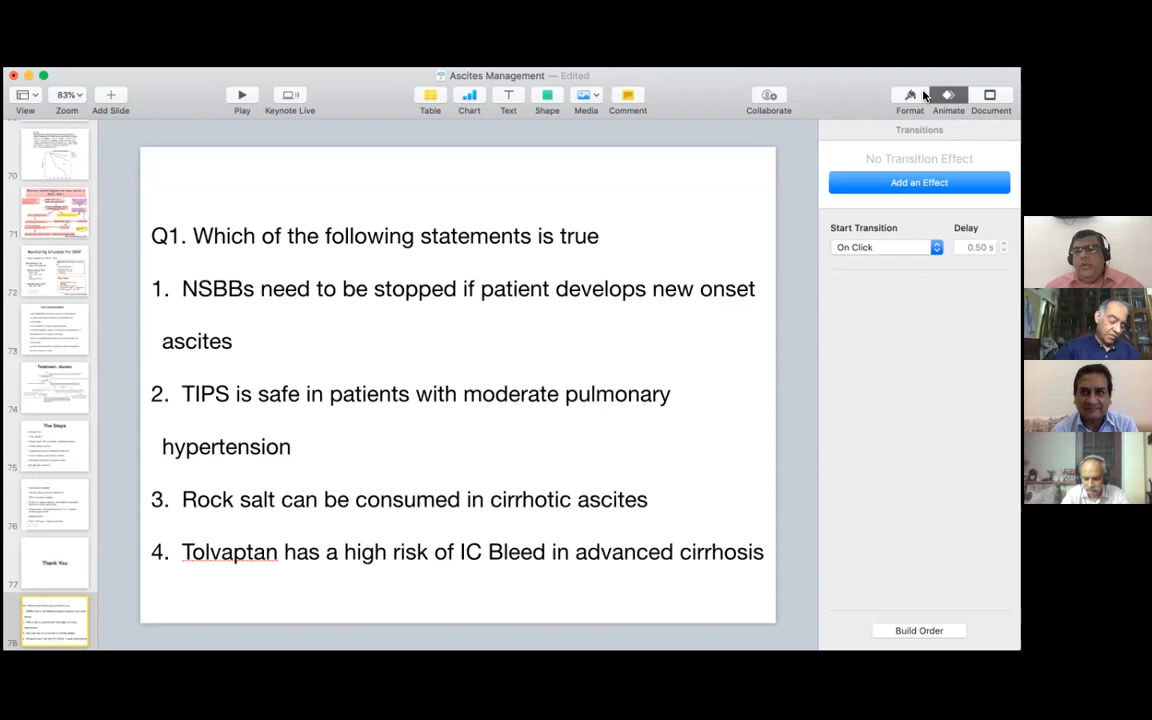 Ascites Management — Edited
83%
View
Zoom
Add Slide
Play
Keynote Live
Table
Chart
Text
Shape
Media
Comment
Collaborate
Format
Animate
Document
Transitions
No Transition Effect
Add an Effect
Start Transition
Delay
On Click
0.50 s
Build Order
Q1. Which of the following statements is true
1. NSBBs need to be stopped if patient develops new onset
ascites
2. TIPS is safe in patients with moderate pulmonary
hypertension
3. Rock salt can be consumed in cirrhotic ascites
4. Tolvaptan has a high risk of IC Bleed in advanced cirrhosis
70
71
72
73
74
75
The Steps
76
77
Thank You
78